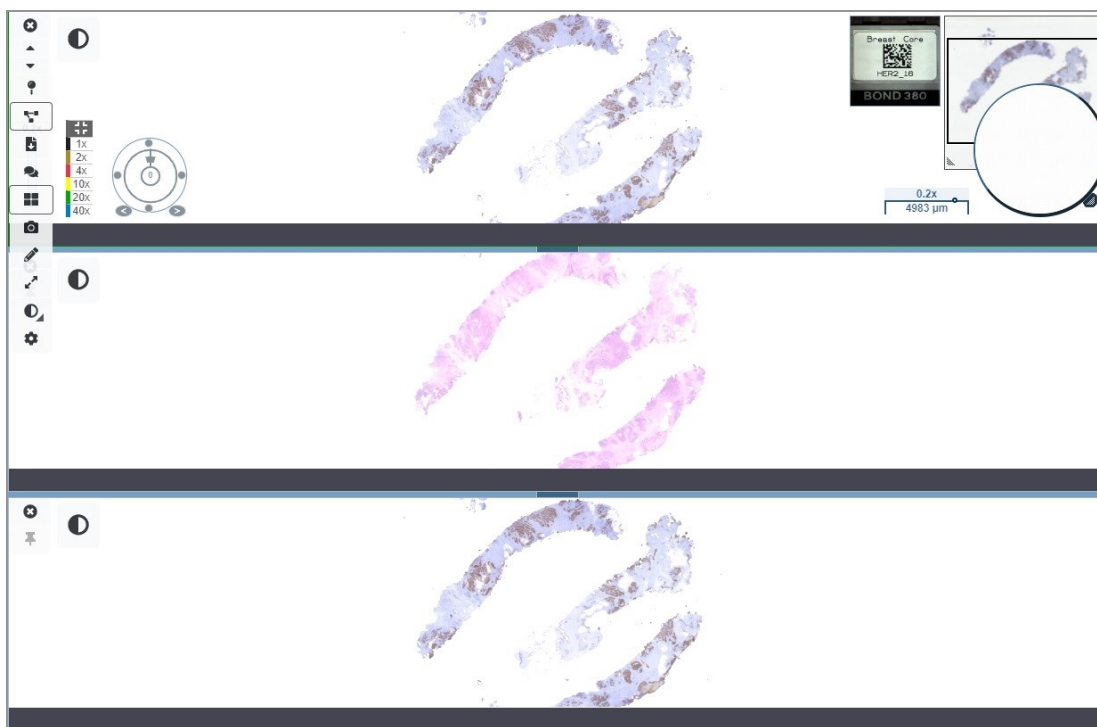 Breast Core
HER2_18
BOND 380
1x
2x
4x
10x
20x
40x
0
0.2x
4983 µm